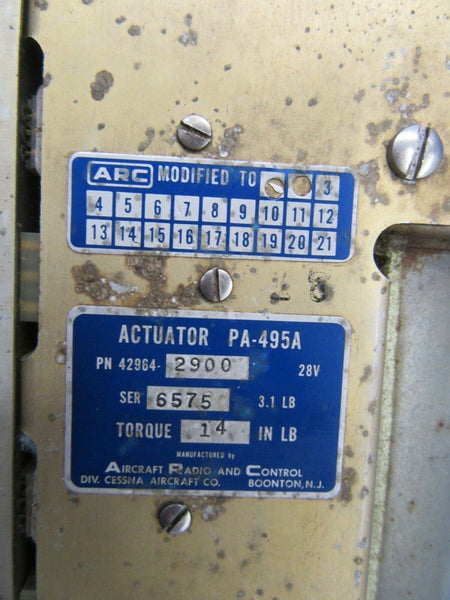 ARC MODIFIED TO 3
4 5 6 7 8 9 10 11 12
13 14 15 16 17 18 19 20 21
ACTUATOR PA-495A
PN 42964- 2900 28V
SER 6575 3.1 LB
TORQUE 14 IN LB
MANUFACTURED by
AIRCRAFT RADIO AND CONTROL
DIV. CESSNA AIRCRAFT CO. BOONTON, N.J.